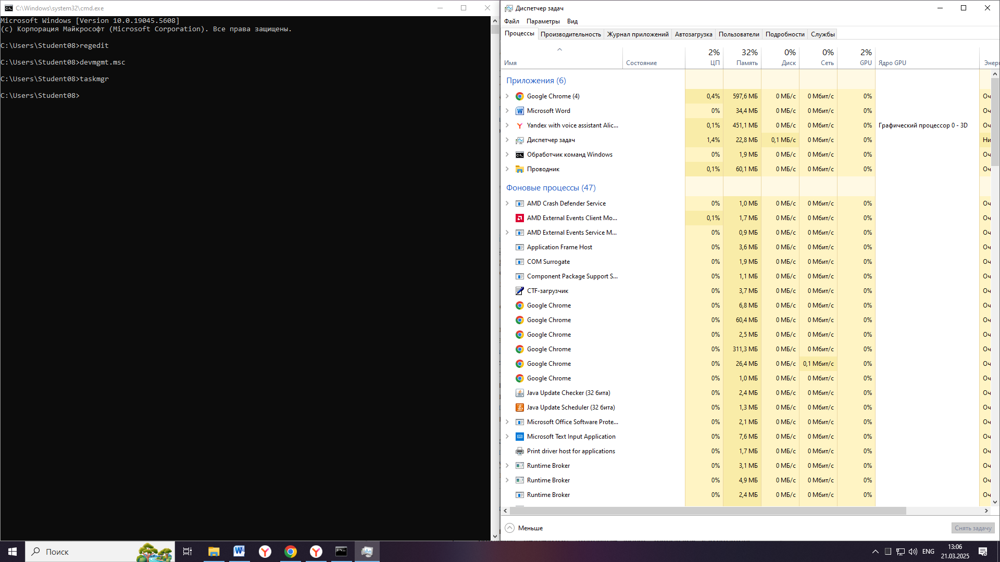 C:\Windows\system32\cmd.exe
Microsoft Windows [Version 10.0.19045.5608]
(c) Корпорация Майкрософт (Microsoft Corporation). Все права защищены.
C:\Users\Student08>regedit
C:\Users\Student08>devmgmt.msc
C:\Users\Student08>taskmgr
C:\Users\Student08>
Диспетчер задач
Файл Параметры Вид
Процессы Производительность Журнал приложений Автозагрузка Пользователи Подробности Службы
2% 32% 0% 0% 2%
Имя Состояние ЦП Память Диск Сеть GPU Ядро GPU Энер
Приложения (6)
Google Chrome (4) 0,4% 597,6 МБ 0 МБ/с 0 Мбит/с 0% Оч
Microsoft Word 0% 34,4 МБ 0 МБ/с 0 Мбит/с 0% Оч
Yandex with voice assistant Alic... 0,1% 451,1 МБ 0 МБ/с 0 Мбит/с 0% Графический процессор 0 - 3D Оч
Диспетчер задач 1,4% 22,8 МБ 0,1 МБ/с 0 Мбит/с 0% Ни
Обработчик команд Windows 0% 1,9 МБ 0 МБ/с 0 Мбит/с 0% Оч
Проводник 0,1% 60,1 МБ 0 МБ/с 0 Мбит/с 0% Оч
Фоновые процессы (47)
AMD Crash Defender Service 0% 1,0 МБ 0 МБ/с 0 Мбит/с 0% Оч
AMD External Events Client Mo... 0,1% 1,7 МБ 0 МБ/с 0 Мбит/с 0% Оч
AMD External Events Service M... 0% 0,9 МБ 0 МБ/с 0 Мбит/с 0% Оч
Application Frame Host 0% 3,6 МБ 0 МБ/с 0 Мбит/с 0% Оч
COM Surrogate 0% 1,9 МБ 0 МБ/с 0 Мбит/с 0% Оч
Component Package Support S... 0% 1,1 МБ 0 МБ/с 0 Мбит/с 0% Оч
CTF-загрузчик 0% 3,7 МБ 0 МБ/с 0 Мбит/с 0% Оч
Google Chrome 0% 6,8 МБ 0 МБ/с 0 Мбит/с 0% Оч
Google Chrome 0% 60,4 МБ 0 МБ/с 0 Мбит/с 0% Оч
Google Chrome 0% 2,5 МБ 0 МБ/с 0 Мбит/с 0% Оч
Google Chrome 0% 311,3 МБ 0 МБ/с 0 Мбит/с 0% Оч
Google Chrome 0% 26,4 МБ 0 МБ/с 0,1 Мбит/с 0% Оч
Google Chrome 0% 1,0 МБ 0 МБ/с 0 Мбит/с 0% Оч
Java Update Checker (32 бита) 0% 2,4 МБ 0 МБ/с 0 Мбит/с 0% Оч
Java Update Scheduler (32 бита) 0% 1,3 МБ 0 МБ/с 0 Мбит/с 0% Оч
Microsoft Office Software Prote... 0% 2,1 МБ 0 МБ/с 0 Мбит/с 0% Оч
Microsoft Text Input Application 0% 7,6 МБ 0 МБ/с 0 Мбит/с 0% Оч
Print driver host for applications 0% 1,7 МБ 0 МБ/с 0 Мбит/с 0% Оч
Runtime Broker 0% 3,1 МБ 0 МБ/с 0 Мбит/с 0% Оч
Runtime Broker 0% 4,9 МБ 0 МБ/с 0 Мбит/с 0% Оч
Runtime Broker 0% 2,4 МБ 0 МБ/с 0 Мбит/с 0% Оч
Меньше Снять задачу
Поиск ENG 13:06
21.03.2025